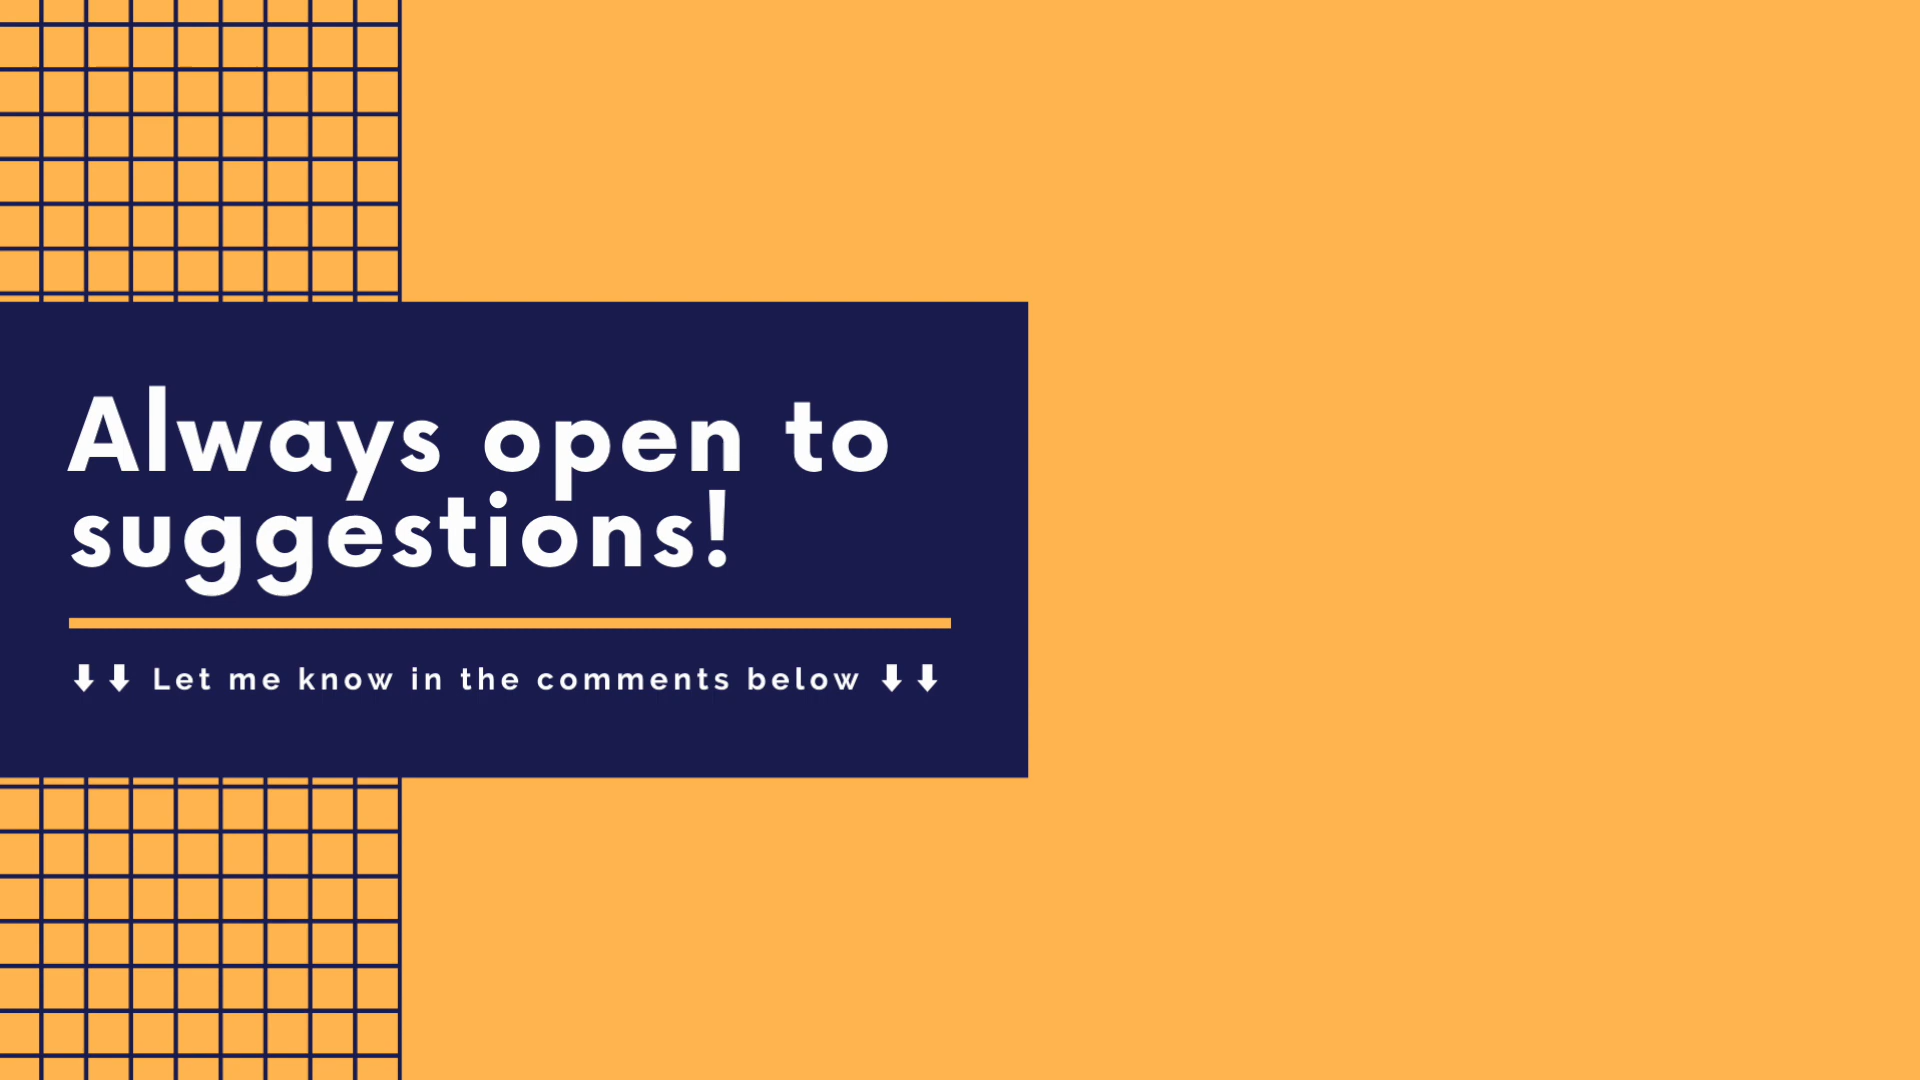 Always open to
suggestions!
⬇⬇ Let me know in the comments below ⬇⬇